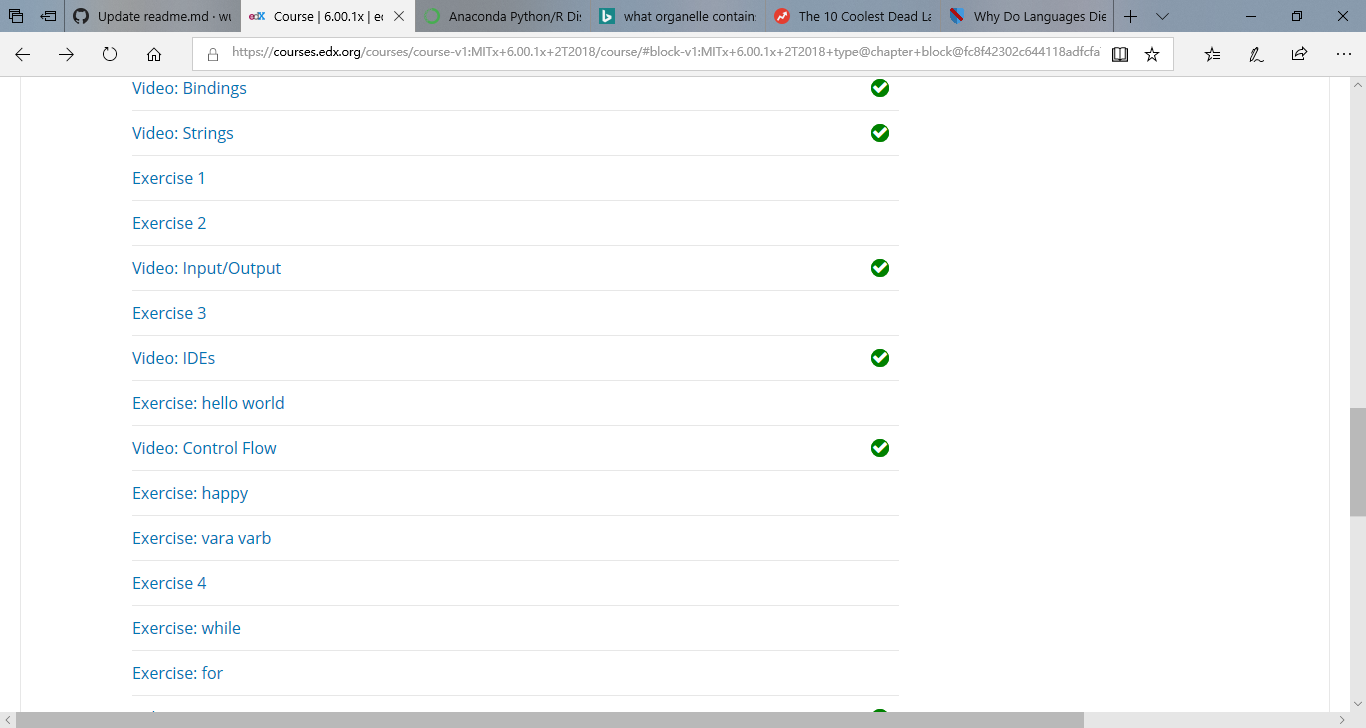 Update readme.md · wu
edX Course | 6.00.1x | e
Anaconda Python/R Di
what organelle contain
The 10 Coolest Dead La
Why Do Languages Die
https://courses.edx.org/courses/course-v1:MITx+6.00.1x+2T2018/course/#block-v1:MITx+6.00.1x+2T2018+type@chapter+block@fc8f42302c644118adfcfa
Video: Bindings
Video: Strings
Exercise 1
Exercise 2
Video: Input/Output
Exercise 3
Video: IDEs
Exercise: hello world
Video: Control Flow
Exercise: happy
Exercise: vara varb
Exercise 4
Exercise: while
Exercise: for